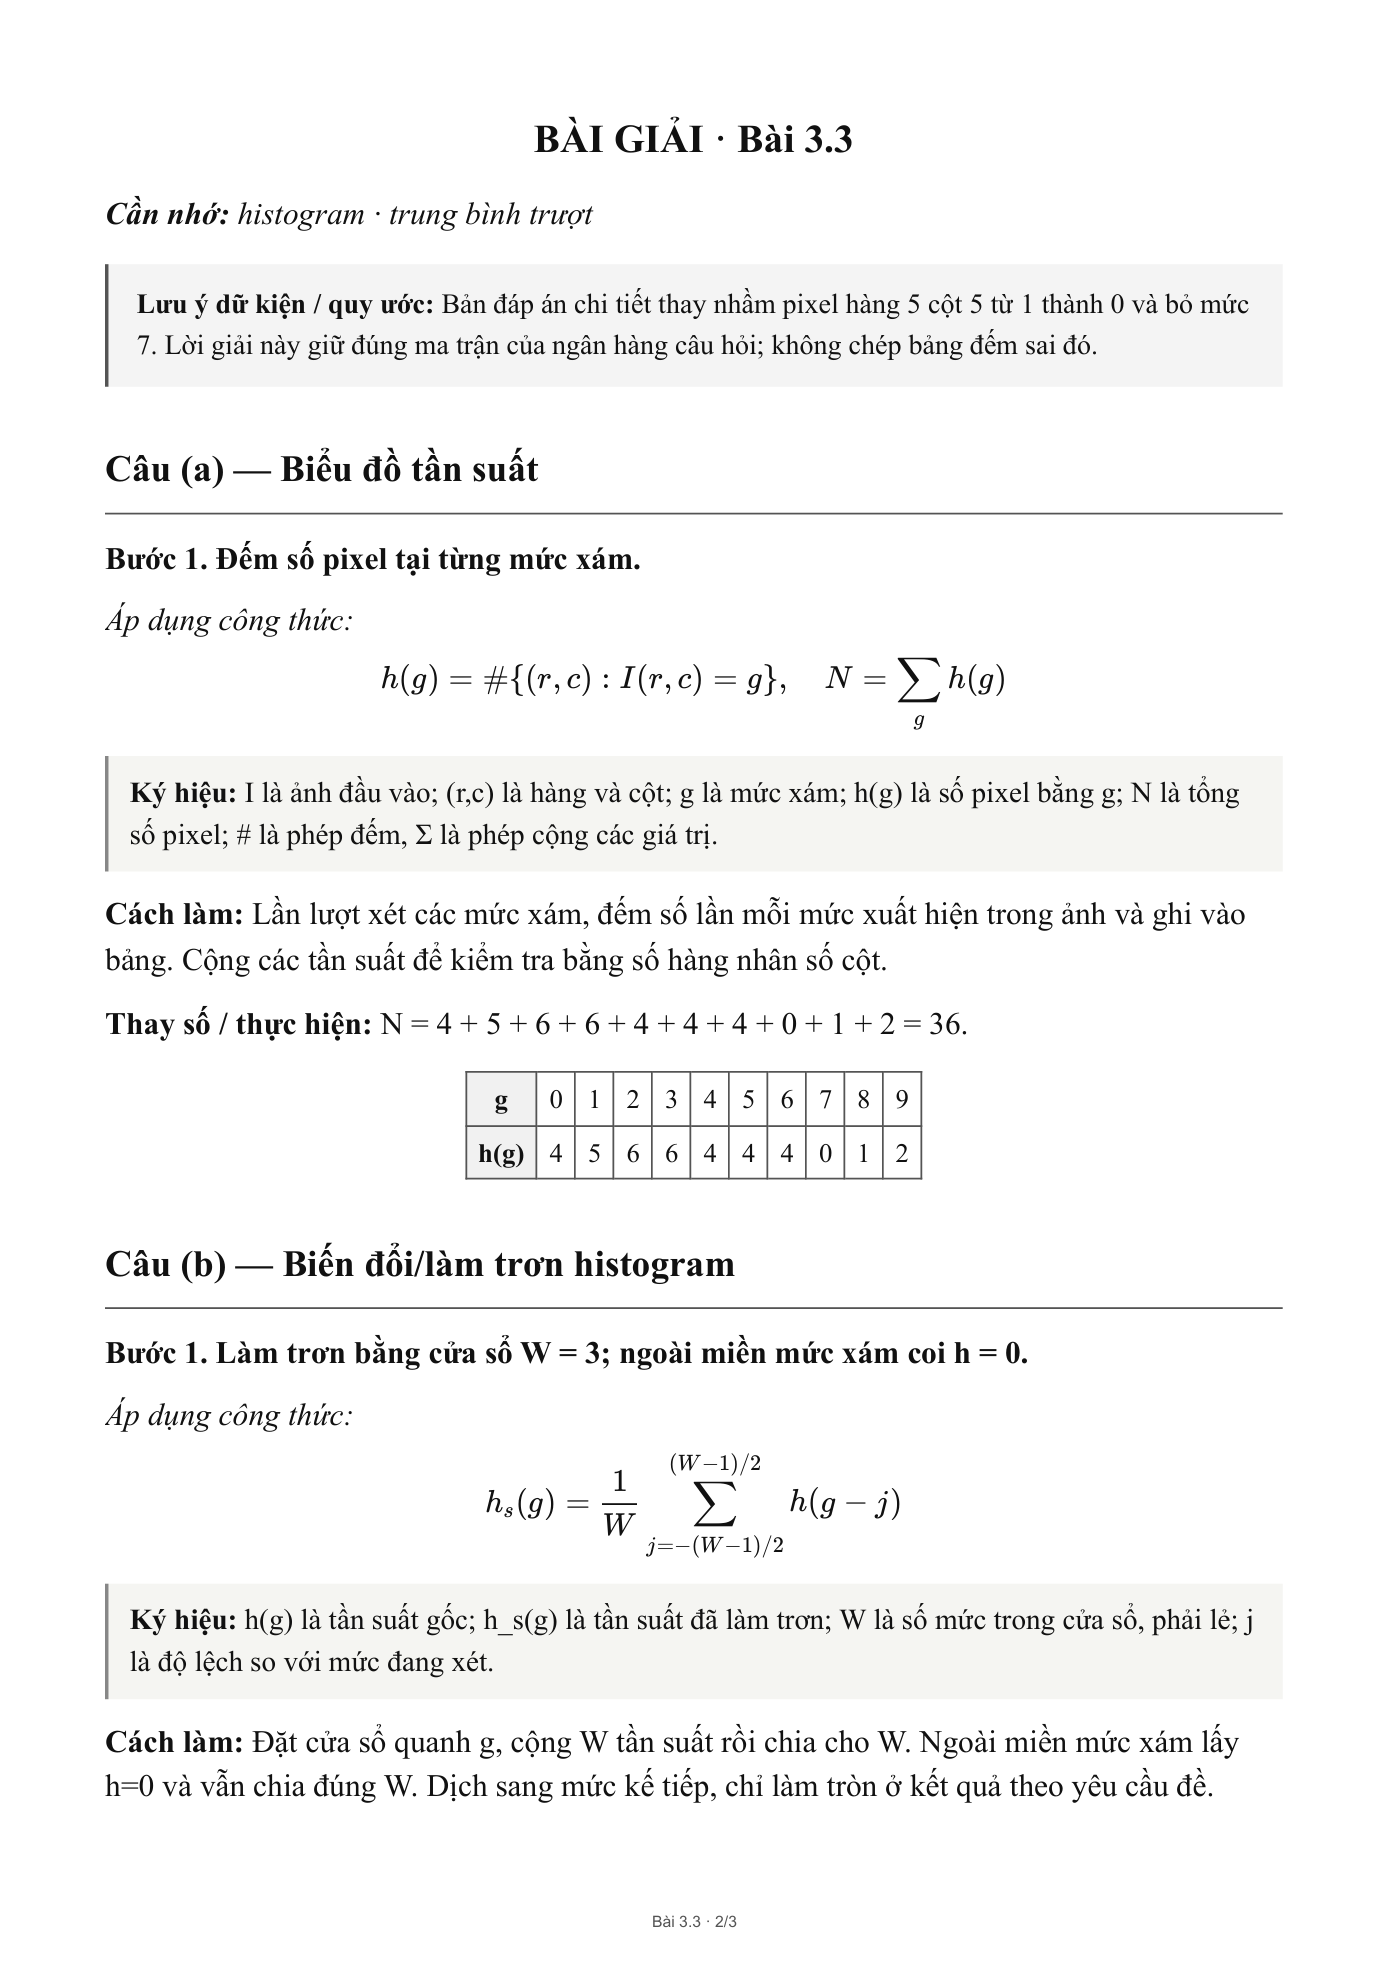 BÀI GIẢI · Bài 3.3
Cần nhớ: histogram · trung bình trượt
Lưu ý dữ kiện / quy ước: Bản đáp án chi tiết thay nhầm pixel hàng 5 cột 5 từ 1 thành 0 và bỏ mức
7. Lời giải này giữ đúng ma trận của ngân hàng câu hỏi; không chép bảng đếm sai đó.
Câu (a) — Biểu đồ tần suất
Bước 1. Đếm số pixel tại từng mức xám.
Áp dụng công thức:
h(g) = #{(r, c) : I(r, c) = g}, N = ∑_g h(g)
Ký hiệu: I là ảnh đầu vào; (r,c) là hàng và cột; g là mức xám; h(g) là số pixel bằng g; N là tổng
số pixel; # là phép đếm, Σ là phép cộng các giá trị.
Cách làm: Lần lượt xét các mức xám, đếm số lần mỗi mức xuất hiện trong ảnh và ghi vào
bảng. Cộng các tần suất để kiểm tra bằng số hàng nhân số cột.
Thay số / thực hiện: N = 4 + 5 + 6 + 6 + 4 + 4 + 4 + 0 + 1 + 2 = 36.
g 0 1 2 3 4 5 6 7 8 9
h(g) 4 5 6 6 4 4 4 0 1 2
Câu (b) — Biến đổi/làm trơn histogram
Bước 1. Làm trơn bằng cửa sổ W = 3; ngoài miền mức xám coi h = 0.
Áp dụng công thức:
h_s(g) = 1/W ∑_{j=−(W−1)/2}^{(W−1)/2} h(g − j)
Ký hiệu: h(g) là tần suất gốc; h_s(g) là tần suất đã làm trơn; W là số mức trong cửa sổ, phải lẻ; j
là độ lệch so với mức đang xét.
Cách làm: Đặt cửa sổ quanh g, cộng W tần suất rồi chia cho W. Ngoài miền mức xám lấy
h=0 và vẫn chia đúng W. Dịch sang mức kế tiếp, chỉ làm tròn ở kết quả theo yêu cầu đề.
Bài 3.3 · 2/3